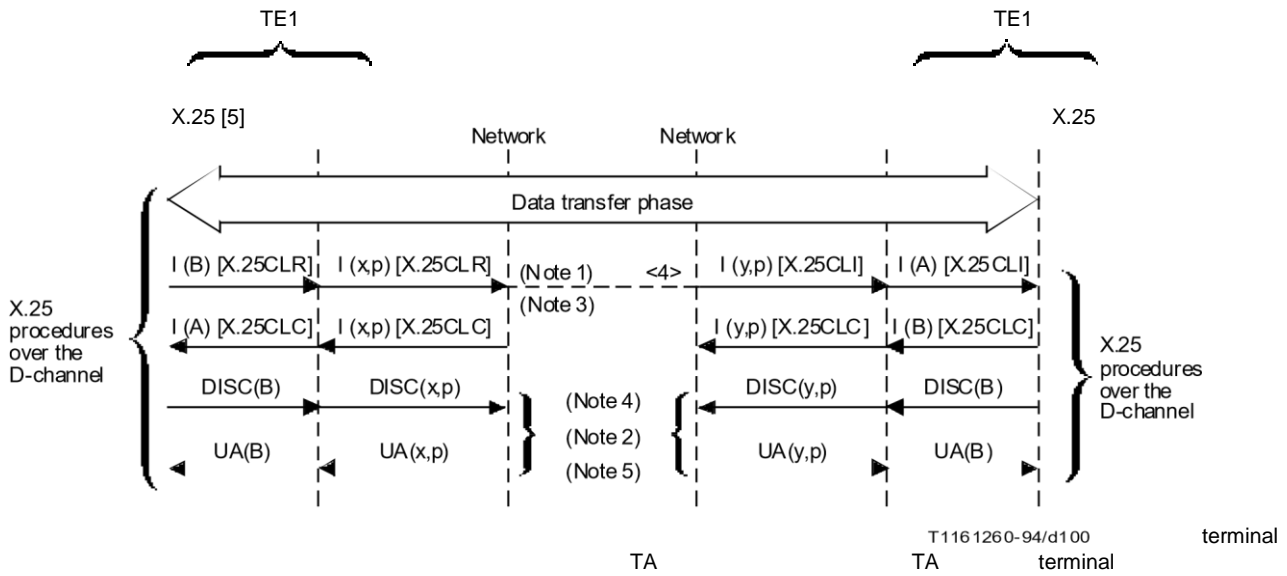 TE1 TE1
X.25 [5] X.25
Network Network
Data transfer phase
I (B) [X.25CLR] I (x,p) [X.25CLR] (Note 1) <4> I (y,p) [X.25CLI] I (A) [X.25CLI]
(Note 3)
I (A) [X.25CLC] I (x,p) [X.25CLC] I (y,p) [X.25CLC] I (B) [X.25CLC]
X.25
procedures
over the
D-channel
X.25
procedures
over the
D-channel
DISC(B) DISC(x,p) (Note 4) DISC(y,p) DISC(B)
(Note 2)
UA(B) UA(x,p) (Note 5) UA(y,p) UA(B)
T1161260-94/d100 terminal
TA TA terminal